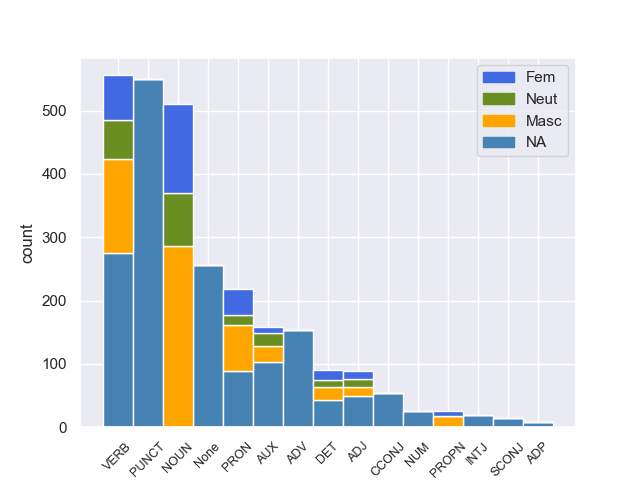 Fem
Neut
Masc
NA
count
500
400
300
200
100
0
VERB
PUNCT
NOUN
None
PRON
AUX
ADV
DET
ADJ
CCONJ
NUM
PROPN
INTJ
SCONJ
ADP